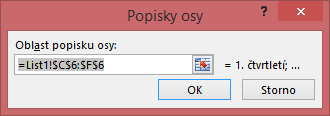 Popisky osy
Oblast popisku osy:
=List1!$C$6:$F$6 = 1. čtvrtletí; ...
OK Storno